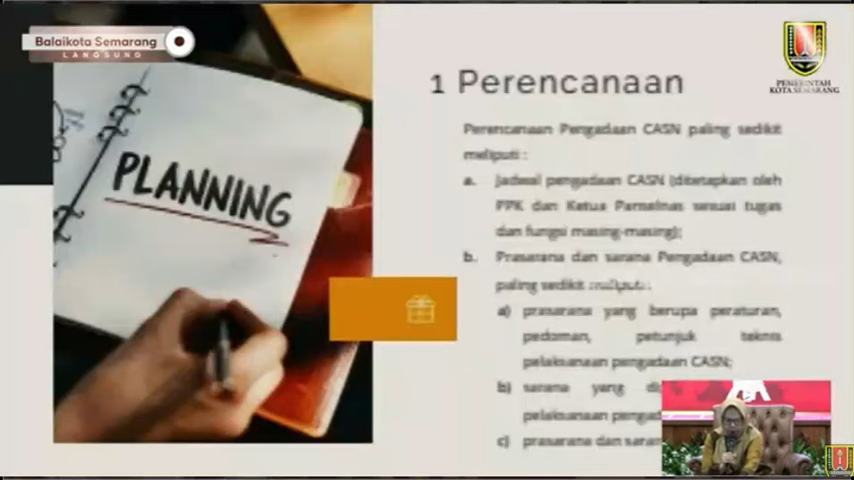 Balaikota Semarang
LANGSUNG
PEMERINTAH
KOTA SEMARANG
PLANNING
1 Perencanaan
Perencanaan Pengadaan CASN paling sedikit
meliputi :
a. Jadwal pengadaan CASN (ditetapkan oleh
PPK dan Ketua Panselnas sesuai tugas
dan fungsi masing-masing);
b. Prasarana dan sarana Pengadaan CASN,
paling sedikit meliputi :
a) prasarana yang berupa peraturan,
pedoman, petunjuk teknis
pelaksanaan pengadaan CASN;
b) sarana yang
pelaksanaan
c) prasarana dan